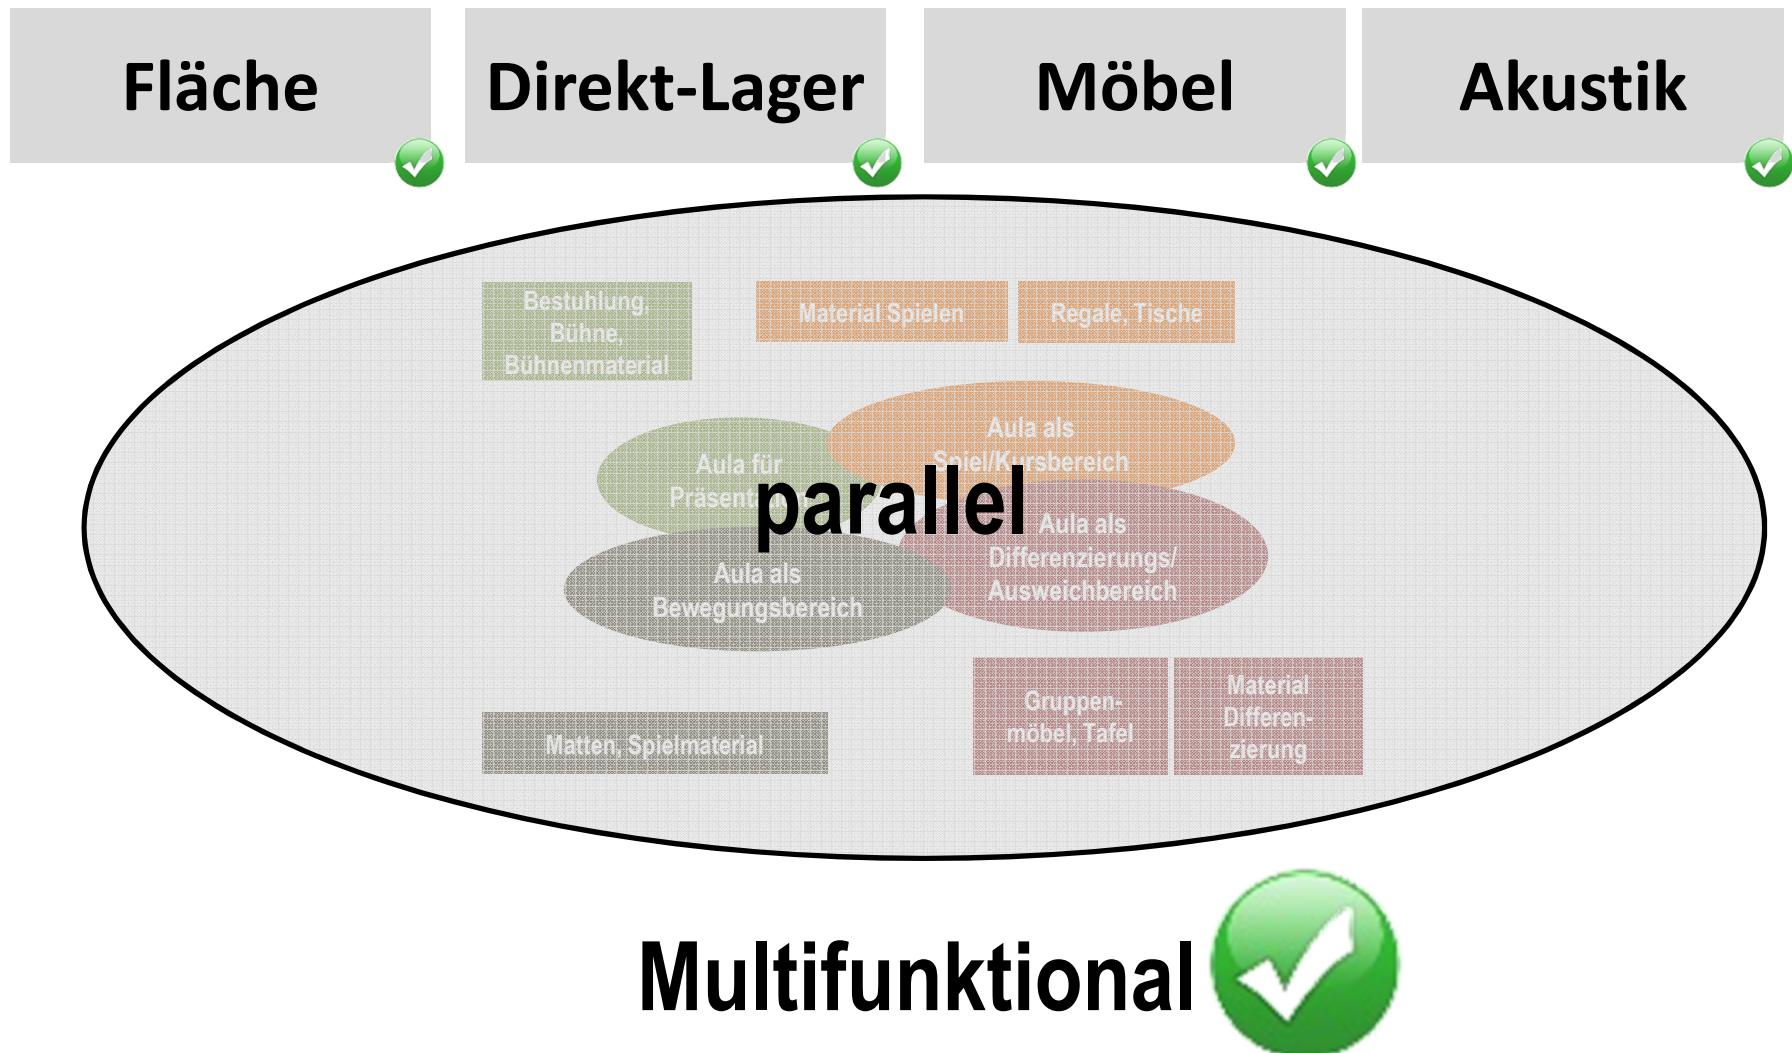 Fläche
Direkt-Lager
Möbel
Akustik
Bestuhlung,
Bühne,
Bühnenmaterial
Material Spielen
Regale, Tische
Aula als
Spiel/Kursbereich
Aula für
Präsentation
parallel
Aula als
Differenzierungs/
Ausweichbereich
Aula als
Bewegungsbereich
Gruppen-
möbel, Tafel
Material
Differen-
zierung
Matten, Spielmaterial
Multifunktional